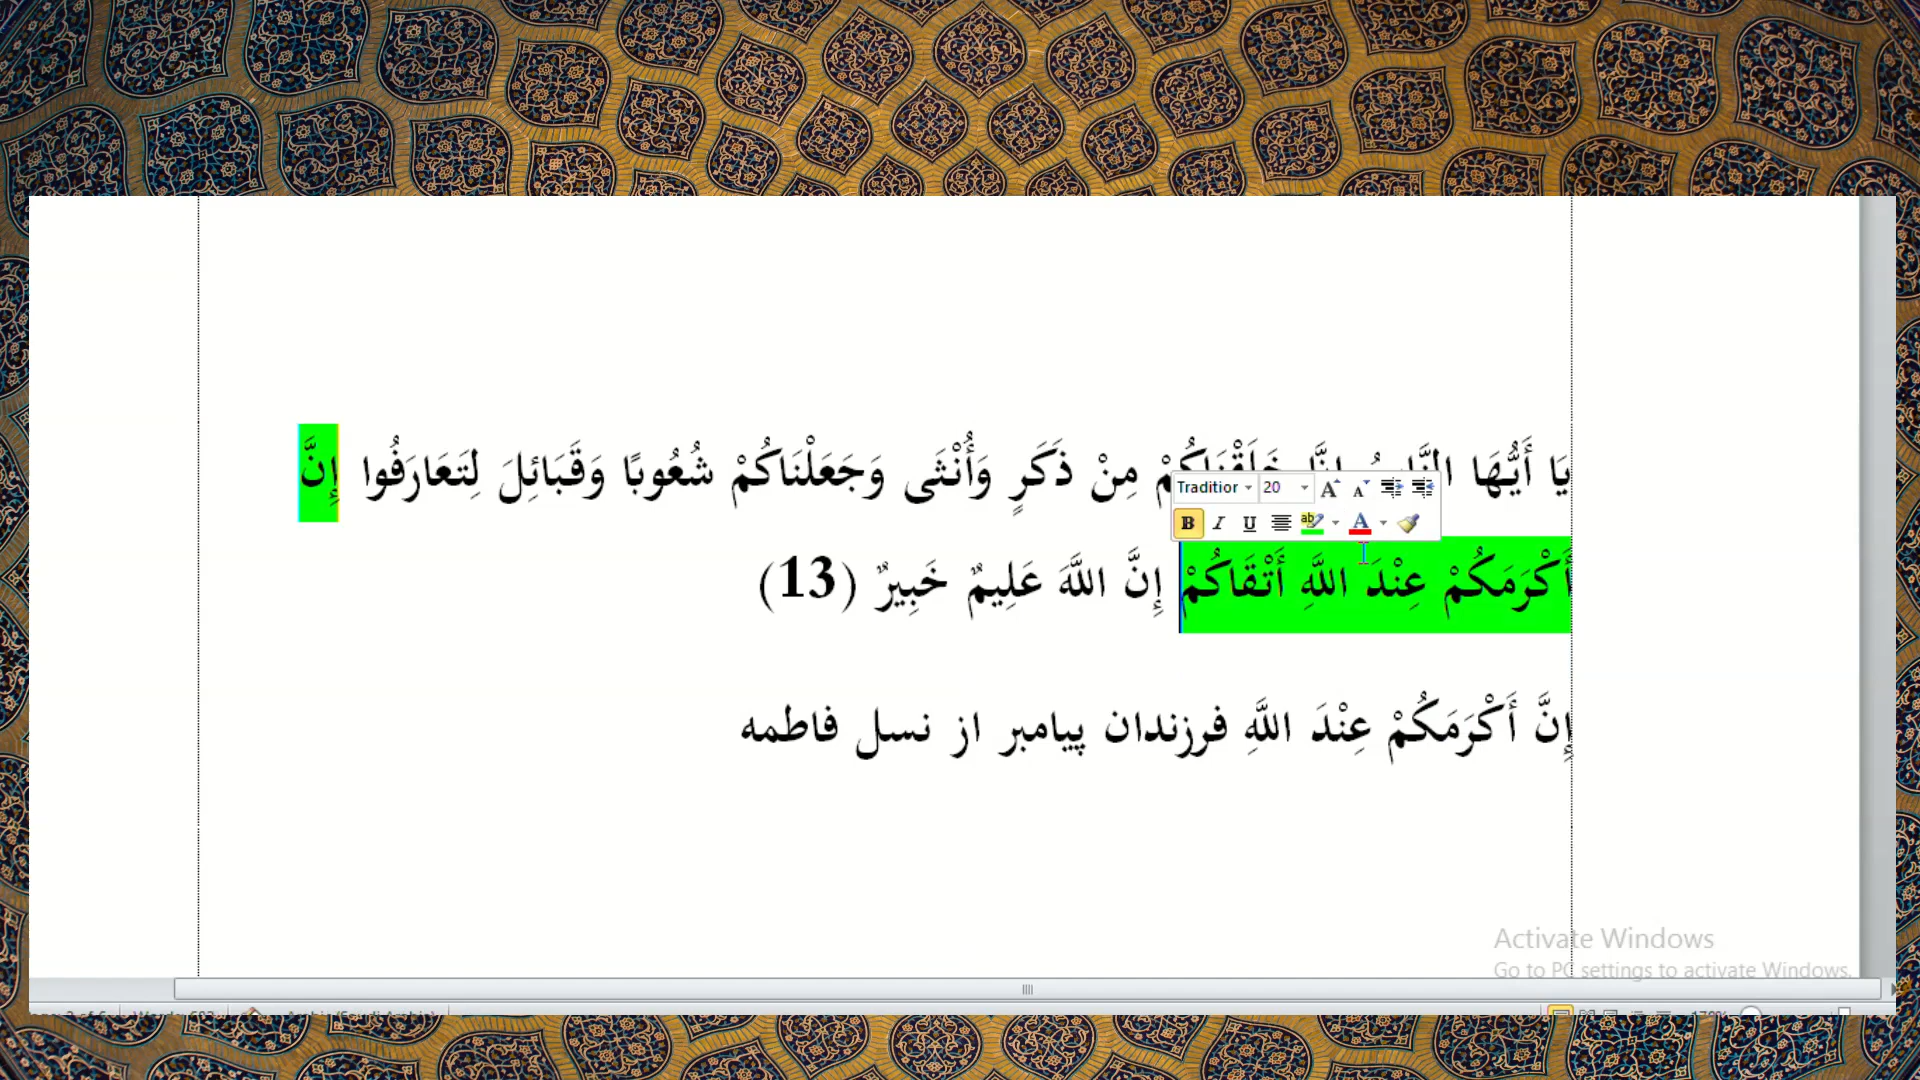 يَا أَيُّهَا النَّاسُ إِنَّا خَلَقْنَاكُمْ مِنْ ذَكَرٍ وَأُنْثَى وَجَعَلْنَاكُمْ شُعُوبًا وَقَبَائِلَ لِتَعَارَفُوا إِنَّ
Traditior 20
أَكْرَمَكُمْ عِنْدَ اللَّهِ أَتْقَاكُمْ إِنَّ اللَّهَ عَلِيمٌ خَبِيرٌ (13)
إِنَّ أَكْرَمَكُمْ عِنْدَ اللَّهِ فرزندان پیامبر از نسل فاطمه
Activate Windows
Go to PC settings to activate Windows.